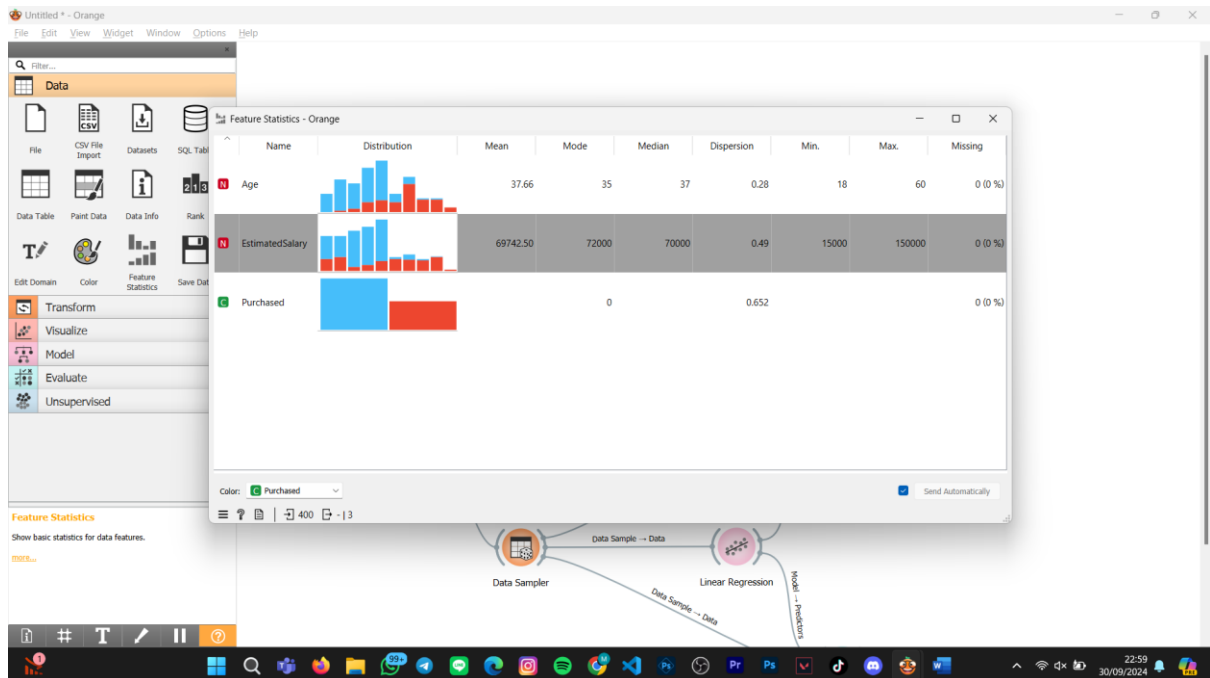 Untitled * - Orange
File Edit View Widget Window Options Help
Filter...
Data
File
CSV File Import
Datasets
SQL Tabl
Data Table
Paint Data
Data Info
Rank
Edit Domain
Color
Feature Statistics
Save Dat
Transform
Visualize
Model
Evaluate
Unsupervised
Feature Statistics
Show basic statistics for data features.
more...
Feature Statistics - Orange
Name Distribution Mean Mode Median Dispersion Min. Max. Missing
N Age 37.66 35 37 0.28 18 60 0 (0 %)
N EstimatedSalary 69742.50 72000 70000 0.49 15000 150000 0 (0 %)
C Purchased 0 0.652 0 (0 %)
Color: C Purchased Send Automatically
400 - | 3
Data Sample → Data
Data Sampler
Linear Regression
Data Sample → Data
Model → Predictors
1
99+
Ps
Pr
Ps
22:59
30/09/2024